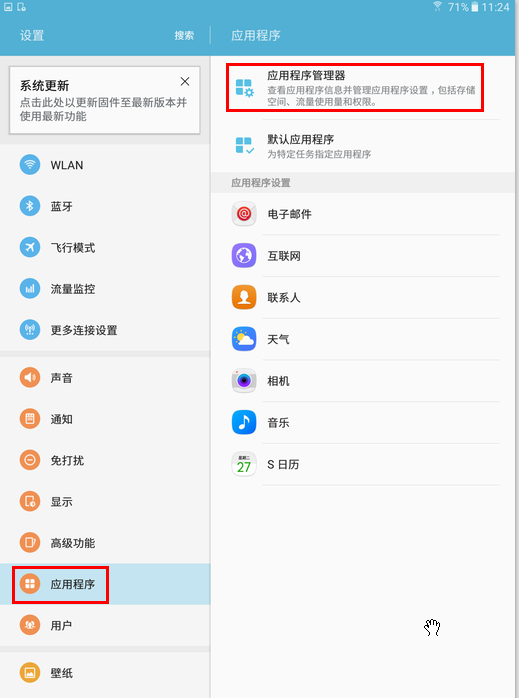 71% 11:24
设置
搜索
应用程序
系统更新
点击此处以更新固件至最新版本并
使用最新功能
WLAN
蓝牙
飞行模式
流量监控
更多连接设置
声音
通知
免打扰
显示
高级功能
应用程序
用户
壁纸
应用程序管理器
查看应用程序信息并管理应用程序设置，包括存储
空间、流量使用量和权限。
默认应用程序
为特定任务指定应用程序
应用程序设置
电子邮件
互联网
联系人
天气
相机
音乐
星期二
27
S 日历